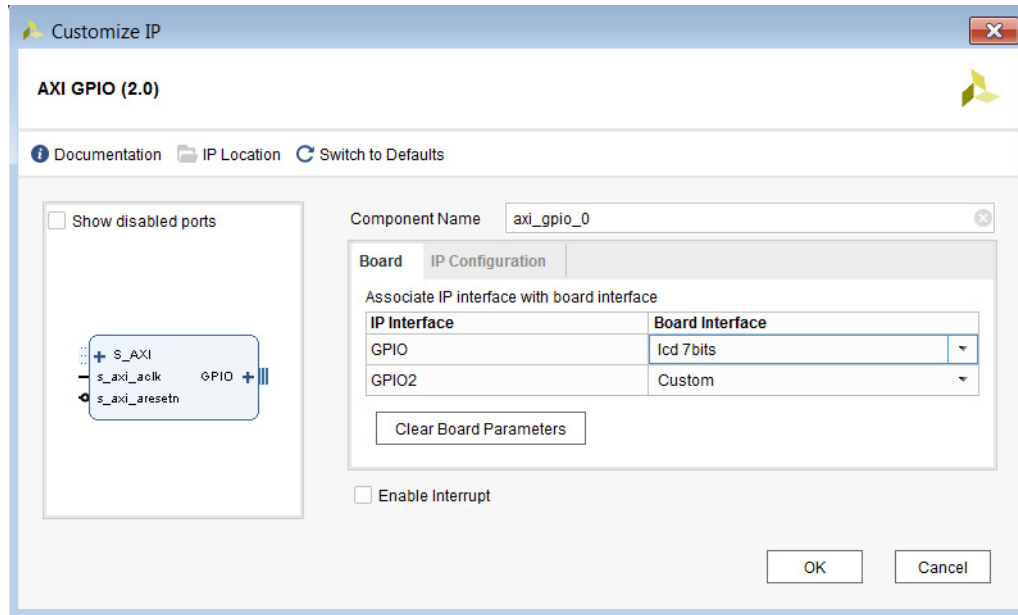 Customize IP
AXI GPIO (2.0)
Documentation IP Location Switch to Defaults
Show disabled ports
S_AXI
s_axi_aclk GPIO
s_axi_aresetn
Component Name axi_gpio_0
Board IP Configuration
Associate IP interface with board interface
IP Interface Board Interface
GPIO lcd 7bits
GPIO2 Custom
Clear Board Parameters
Enable Interrupt
OK Cancel